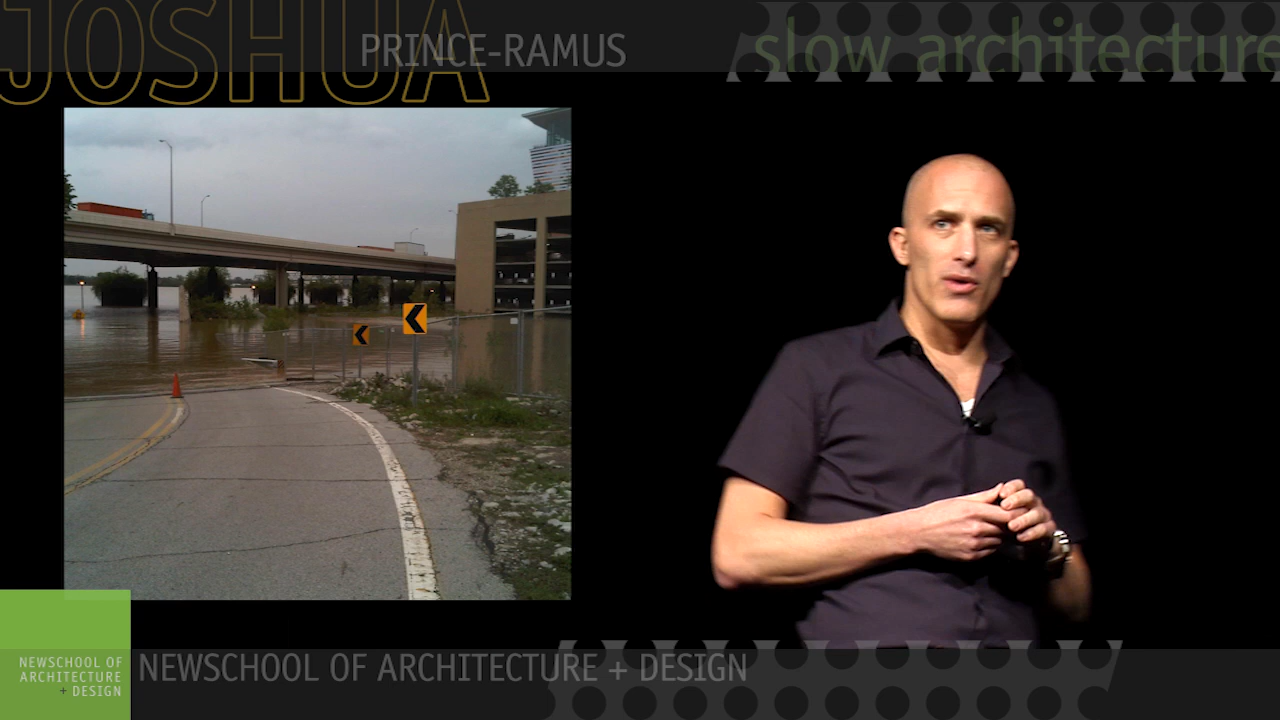 JOSHUA
PRINCE-RAMUS
slow architecture
NEWSCHOOL OF
ARCHITECTURE
+ DESIGN
NEWSCHOOL OF ARCHITECTURE + DESIGN